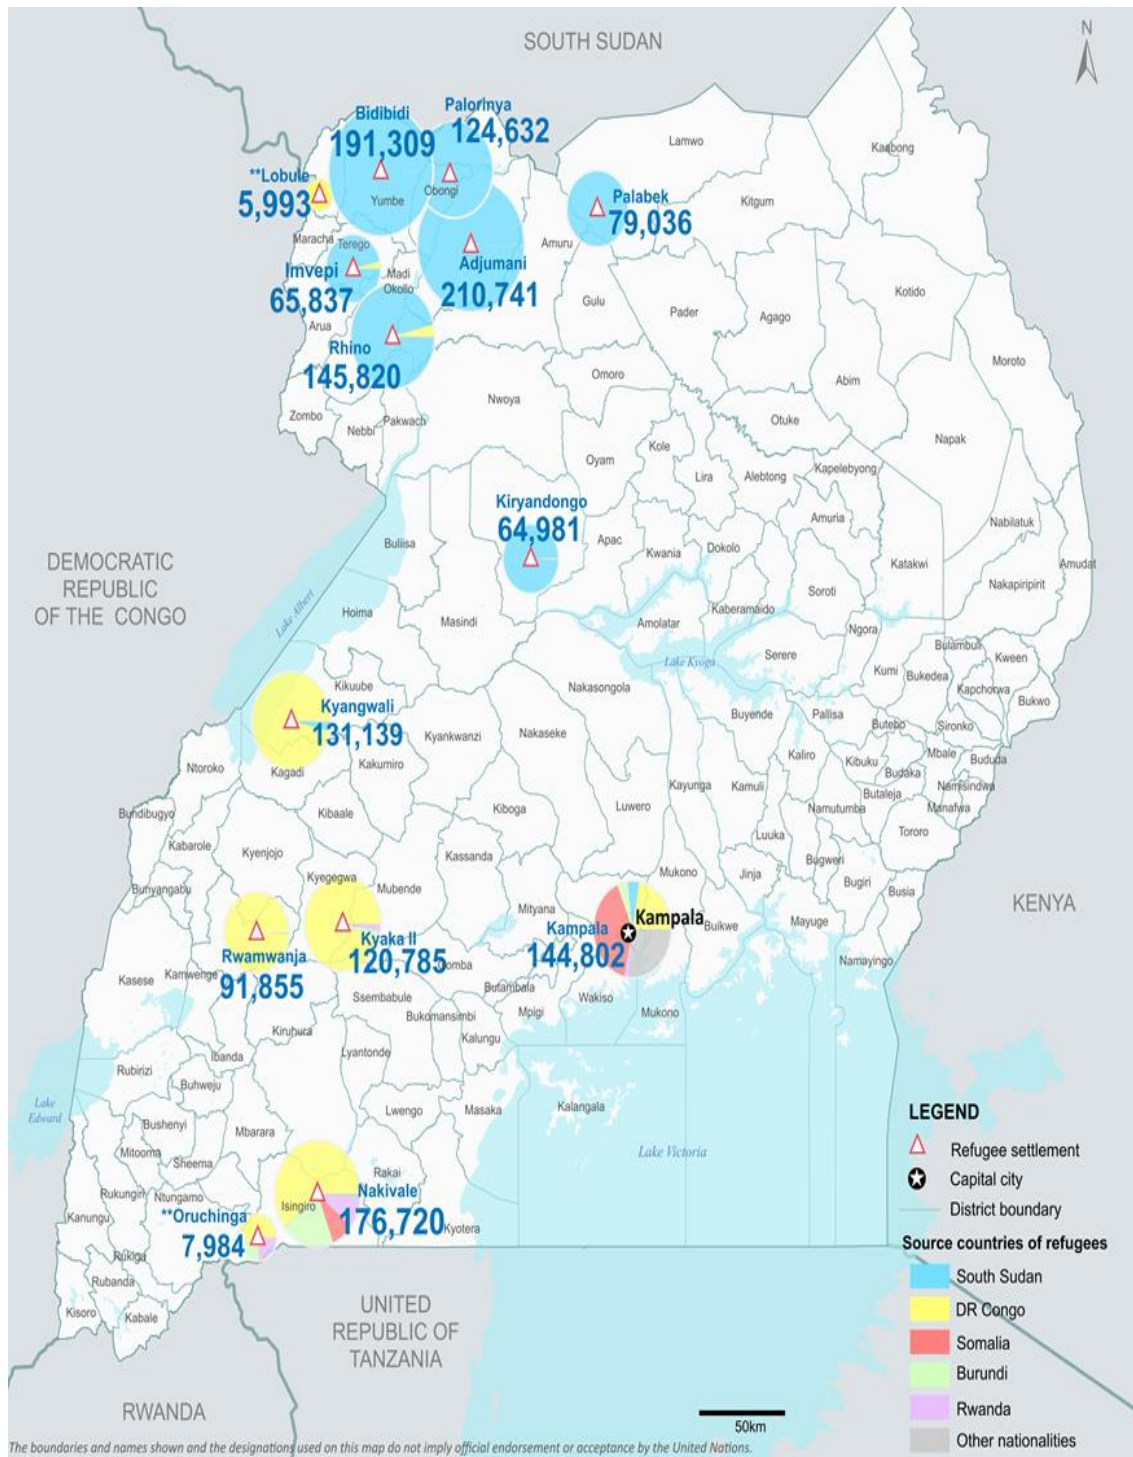 SOUTH SUDAN
N
Bidibidi
191,309
Palorinya
124,632
Lamwo
Kaabong
**Lobule
5,993
Yumbe
Obongi
Palabek
79,036
Kitgum
Maracha
Terego
Imvepi
65,837
Madi
Okollo
Adjumani
210,741
Amuru
Gulu
Pader
Agago
Kotido
Arua
Rhino
145,820
Moroto
Omoro
Abim
Zombo
Nebbi
Pakwach
Nwoya
Otuke
Napak
Kole
Oyam
Lira
Alebtong
Kapelebyong
Kiryandongo
64,981
Amuria
Nabilatuk
Buliisa
Apac
Kwania
Dokolo
Katakwi
Amudat
DEMOCRATIC
REPUBLIC
OF THE CONGO
Nakapiripirit
Lake Albert
Hoima
Masindi
Soroti
Kaberamaido
Amolatar
Ngora
Lake Kyoga
Serere
Bulambuli
Kween
Kumi
Bukedea
Kapchorwa
Bukwo
Kikuube
Nakasongola
Kyangwali
131,139
Kyankwanzi
Nakaseke
Buyende
Pallisa
Butebo
Sironko
Kagadi
Kakumiro
Ntoroko
Kaliro
Kibuku
Mbale
Bududa
Budaka
Namisindwa
Kayunga
Kamuli
Butaleja
Manafwa
Bundibugyo
Kibaale
Kiboga
Luwero
Namutumba
Tororo
Luuka
Kabarole
Kyenjojo
Kassanda
Bugweri
Kyegegwa
Mukono
Jinja
Bugiri
Busia
Bunyangabu
Mubende
KENYA
Mityana
Kampala
Kampala
144,802
Buikwe
Mayuge
Kyaka II
120,785
Rwamwanja
91,855
Namayingo
Kasese
Kamwenge
Gomba
Butambala
Ssembabule
Wakiso
Bukomansimbi
Mpigi
Mukono
Kiruhura
Kalungu
Ibanda
Lyantonde
Rubirizi
Buhweju
Lake
Edward
Lwengo
Masaka
Kalangala
LEGEND
Refugee settlement
Capital city
District boundary
Source countries of refugees
South Sudan
DR Congo
Somalia
Burundi
Rwanda
Other nationalities
Bushenyi
Mbarara
Mitooma
Sheema
Lake Victoria
Rakai
Rukungiri
Ntungamo
Isingiro
Nakivale
176,720
Kyotera
Kanungu
**Oruchinga
7,984
Rukiga
Rubanda
Kisoro
Kabale
UNITED
REPUBLIC OF
TANZANIA
RWANDA
50km
The boundaries and names shown and the designations used on this map do not imply official endorsement or acceptance by the United Nations.